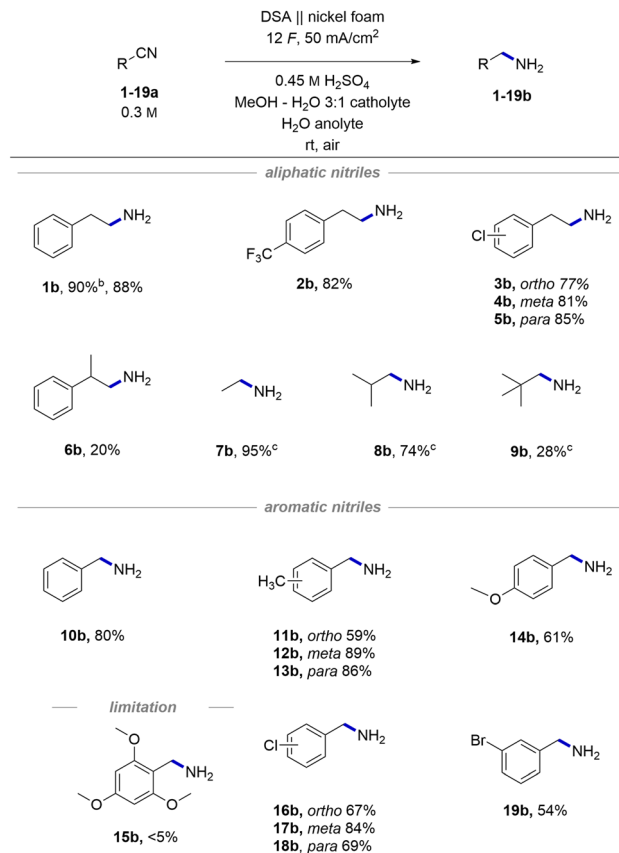 DSA || nickel foam
12 F, 50 mA/cm²
R CN
1-19a
0.3 M
0.45 M H₂SO₄
MeOH - H₂O 3:1 catholyte
H₂O anolyte
rt, air
R NH₂
1-19b
aliphatic nitriles
NH₂
1b, 90%ᵇ, 88%
F₃C NH₂
2b, 82%
Cl NH₂
3b, ortho 77%
4b, meta 81%
5b, para 85%
NH₂
6b, 20%
NH₂
7b, 95%ᶜ
NH₂
8b, 74%ᶜ
NH₂
9b, 28%ᶜ
aromatic nitriles
NH₂
10b, 80%
H₃C NH₂
11b, ortho 59%
12b, meta 89%
13b, para 86%
O NH₂
14b, 61%
limitation
O NH₂
O O
15b, <5%
Cl NH₂
16b, ortho 67%
17b, meta 84%
18b, para 69%
Br NH₂
19b, 54%